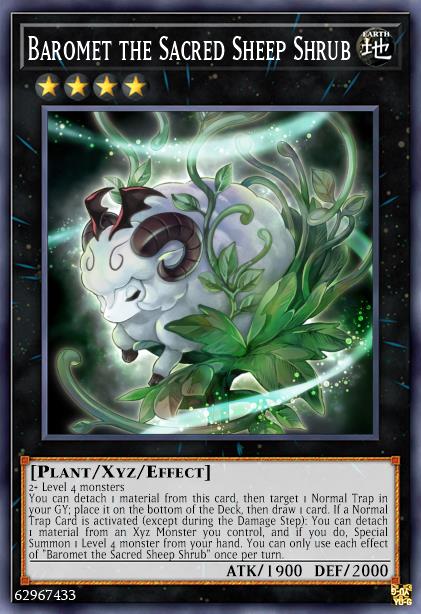 BAROMET THE SACRED SHEEP SHRUB
EARTH
地
[PLANT/XYZ/EFFECT]
2+ Level 4 monsters
You can detach 1 material from this card, then target 1 Normal Trap in
your GY; place it on the bottom of the Deck, then draw 1 card. If a Normal
Trap Card is activated (except during the Damage Step): You can detach
1 material from an Xyz Monster you control, and if you do, Special
Summon 1 Level 4 monster from your hand. You can only use each effect
of "Baromet the Sacred Sheep Shrub" once per turn.
ATK/1900 DEF/2000
62967433